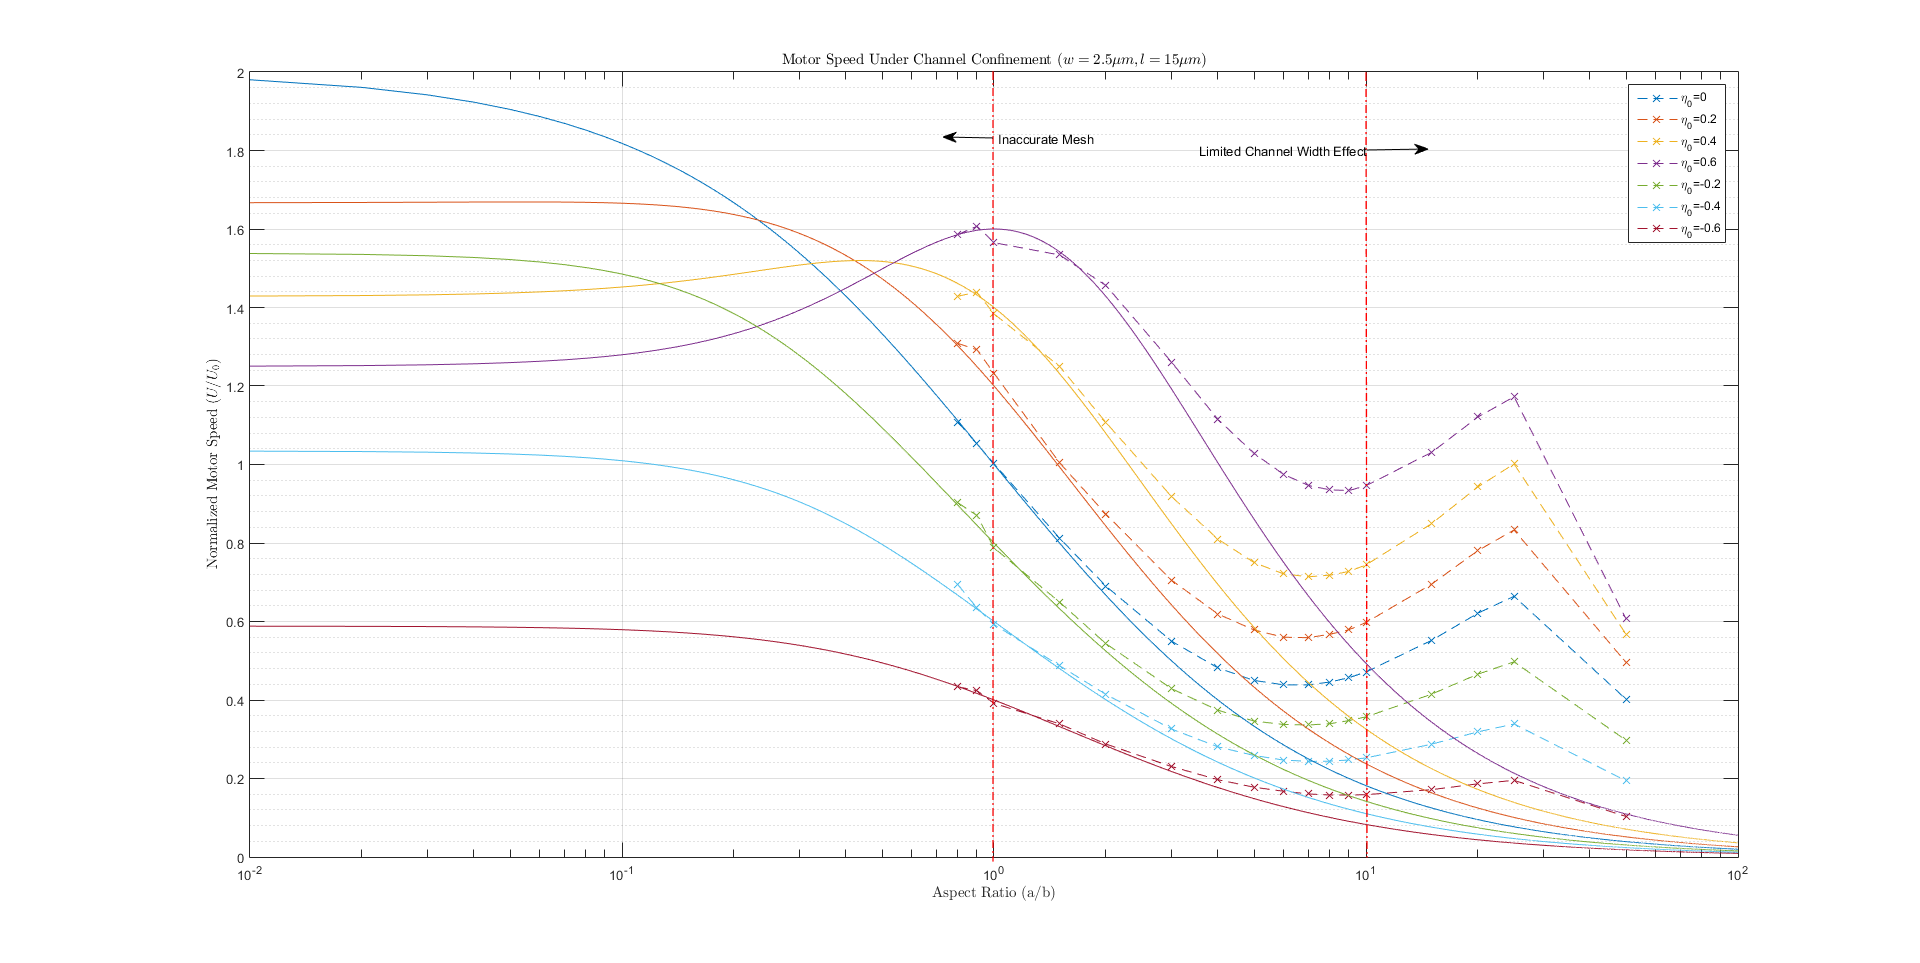 Motor Speed Under Channel Confinement (w = 2.5μm, l = 15μm)
2
1.8
1.6
1.4
1.2
1
0.8
0.6
0.4
0.2
0
Normalized Motor Speed (U/U₀)
Inaccurate Mesh
Limited Channel Width Effect
η₀=0
η₀=0.2
η₀=0.4
η₀=0.6
η₀=-0.2
η₀=-0.4
η₀=-0.6
10⁻² 10⁻¹ 10⁰ 10¹ 10²
Aspect Ratio (a/b)